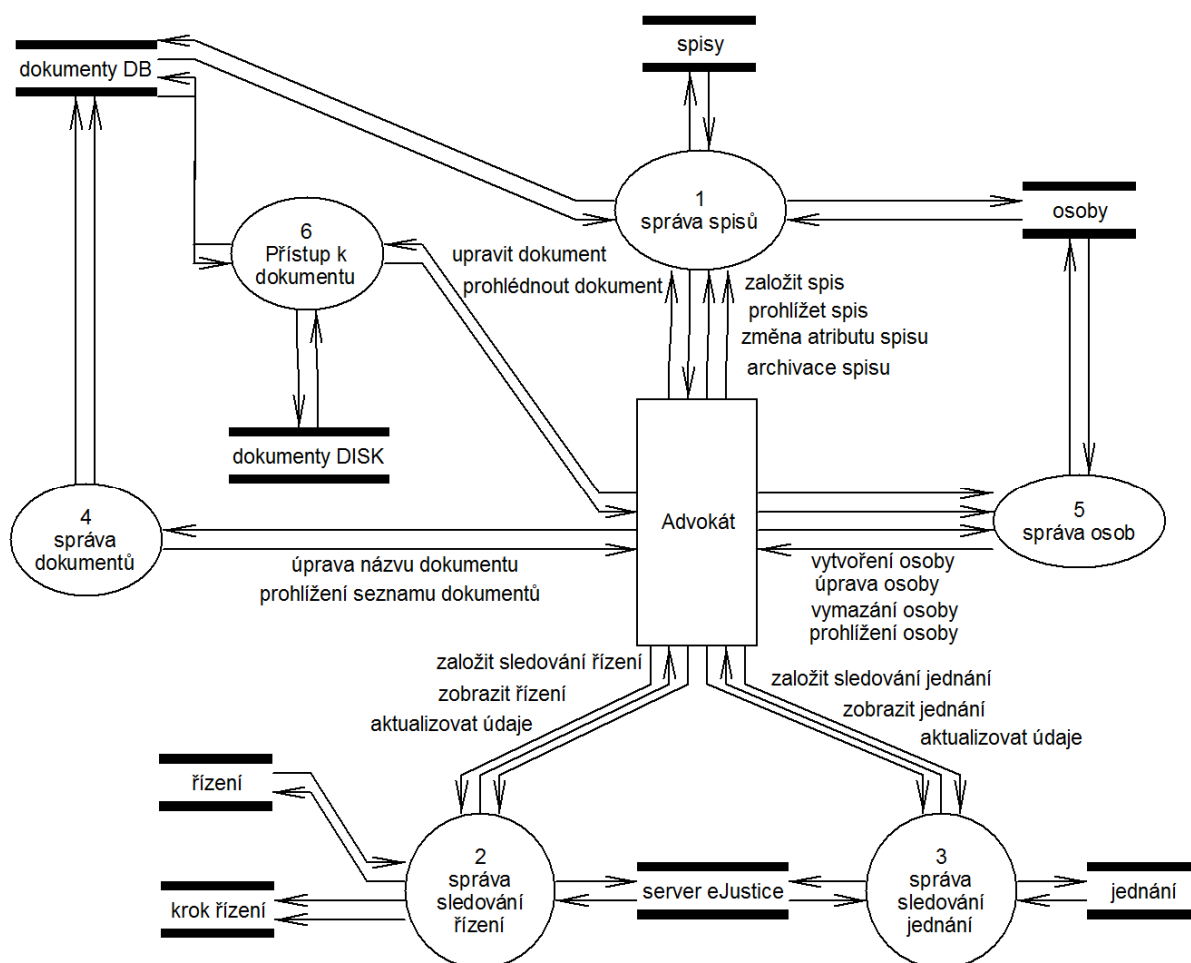 spisy
dokumenty DB
1
správa spisů
osoby
6
Přístup k
dokumentu
upravit dokument
prohlédnout dokument
založit spis
prohlížet spis
změna atributu spisu
archivace spisu
dokumenty DISK
4
správa
dokumentů
Advokát
5
správa osob
úprava názvu dokumentu
prohlížení seznamu dokumentů
vytvoření osoby
úprava osoby
vymazání osoby
prohlížení osoby
založit sledování řízení
zobrazit řízení
aktualizovat údaje
založit sledování jednání
zobrazit jednání
aktualizovat údaje
řízení
krok řízení
2
správa
sledování
řízení
server eJustice
3
správa
sledování
jednání
jednání